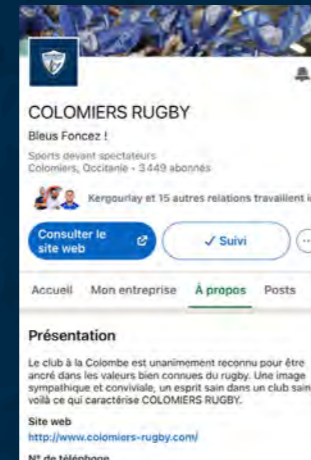 COLOMIERS RUGBY
Bleus Foncez !
Sports devant spectateurs
Colomiers, Occitanie - 3 449 abonnés
Kergourlay et 15 autres relations travaillent
Consulter le
site web
✓ Suivi
Accueil Mon entreprise À propos Posts
Présentation
Le club à la Colombe est unanimement reconnu pour être
ancré dans les valeurs bien connues du rugby. Une image
sympathique et conviviale, un esprit sain dans un club sain
voilà ce qui caractérise COLOMIERS RUGBY.
Site web
http://www.colomiers-rugby.com/
N° de téléphone